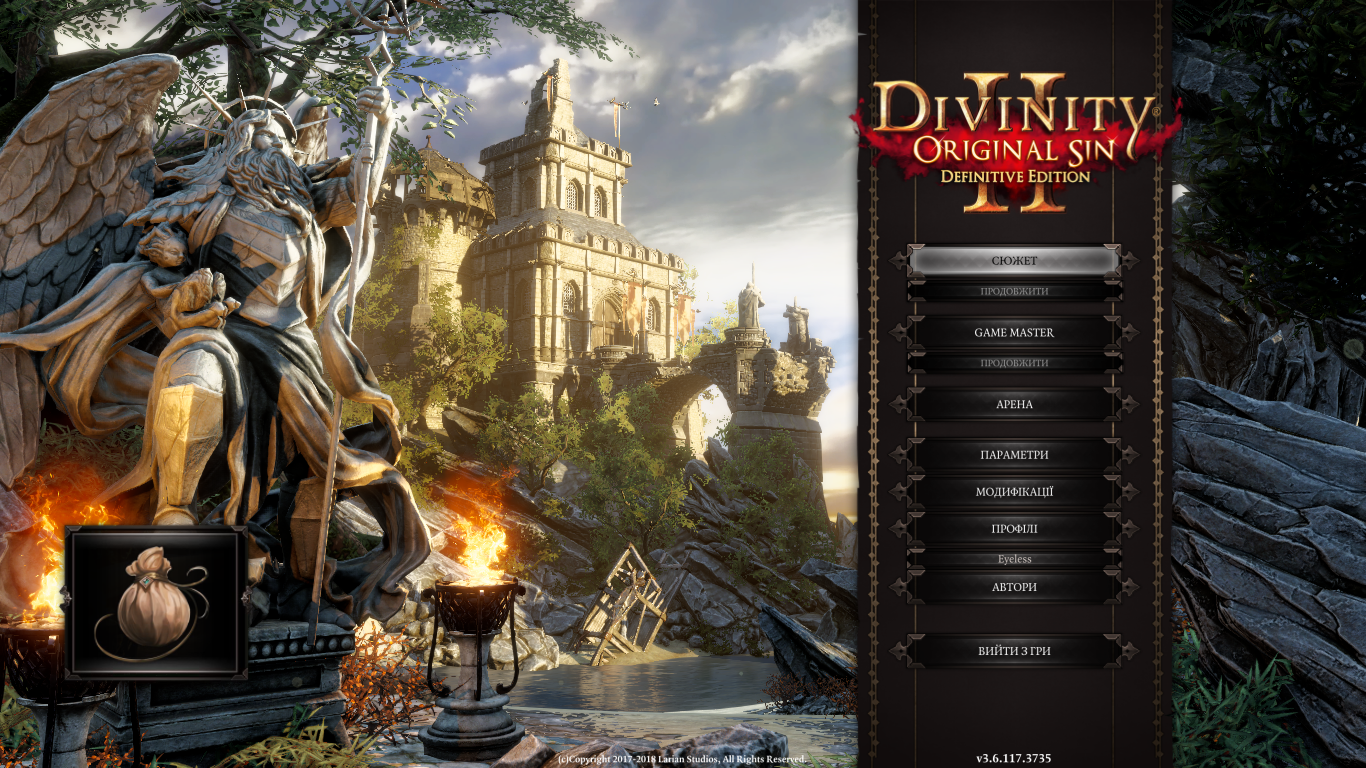 DIVINITY®
II
ORIGINAL SIN
DEFINITIVE EDITION
СЮЖЕТ
ПРОДОВЖИТИ
GAME MASTER
ПРОДОВЖИТИ
АРЕНА
ПАРАМЕТРИ
МОДИФІКАЦІЇ
ПРОФІЛІ
Eyeless
АВТОРИ
ВИЙТИ З ГРИ
(c)Copyright 2017-2018 Larian Studios, All Rights Reserved.
v3.6.117.3735